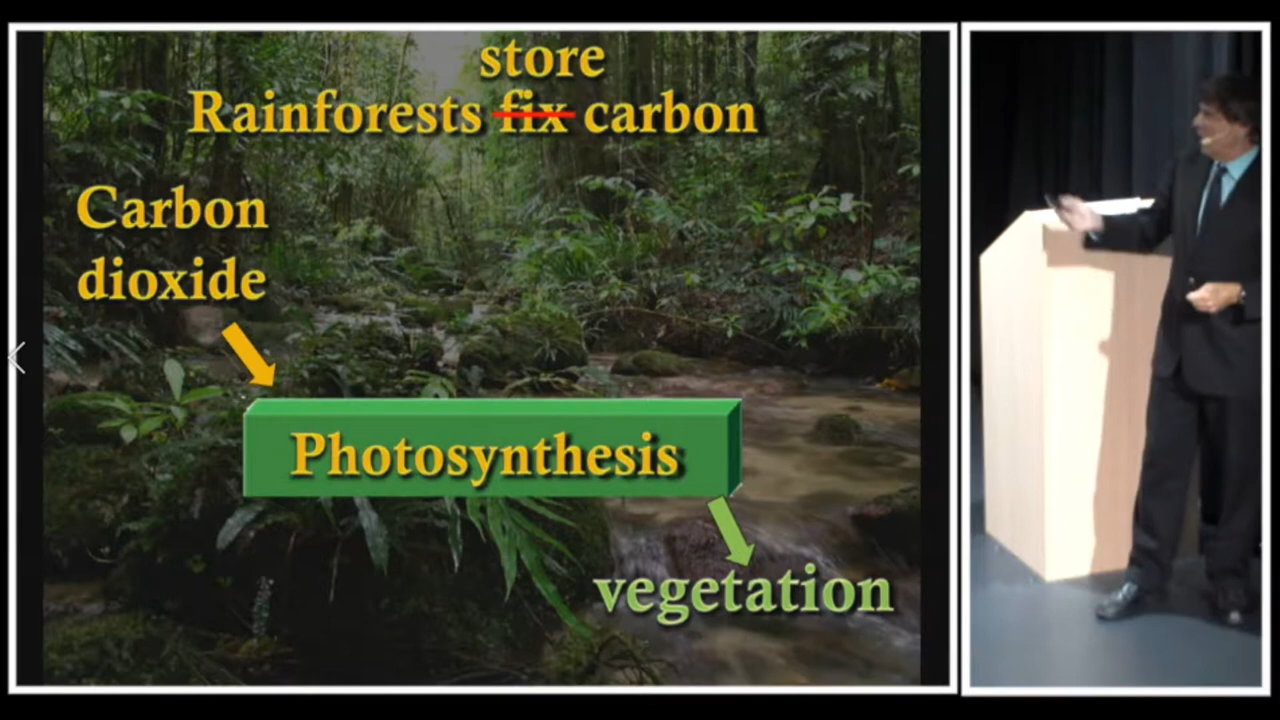 store
Rainforests fix carbon
Carbon
dioxide
Photosynthesis
vegetation